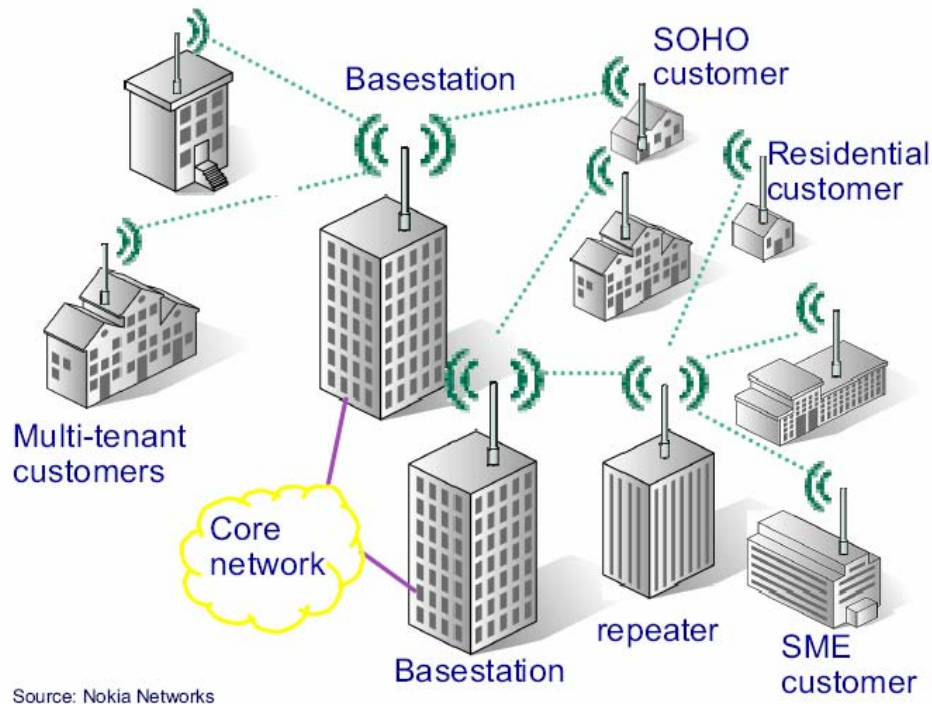 SOHO
customer
Basestation
Residential
customer
Multi-tenant
customers
Core
network
repeater
Basestation
SME
customer
Source: Nokia Networks